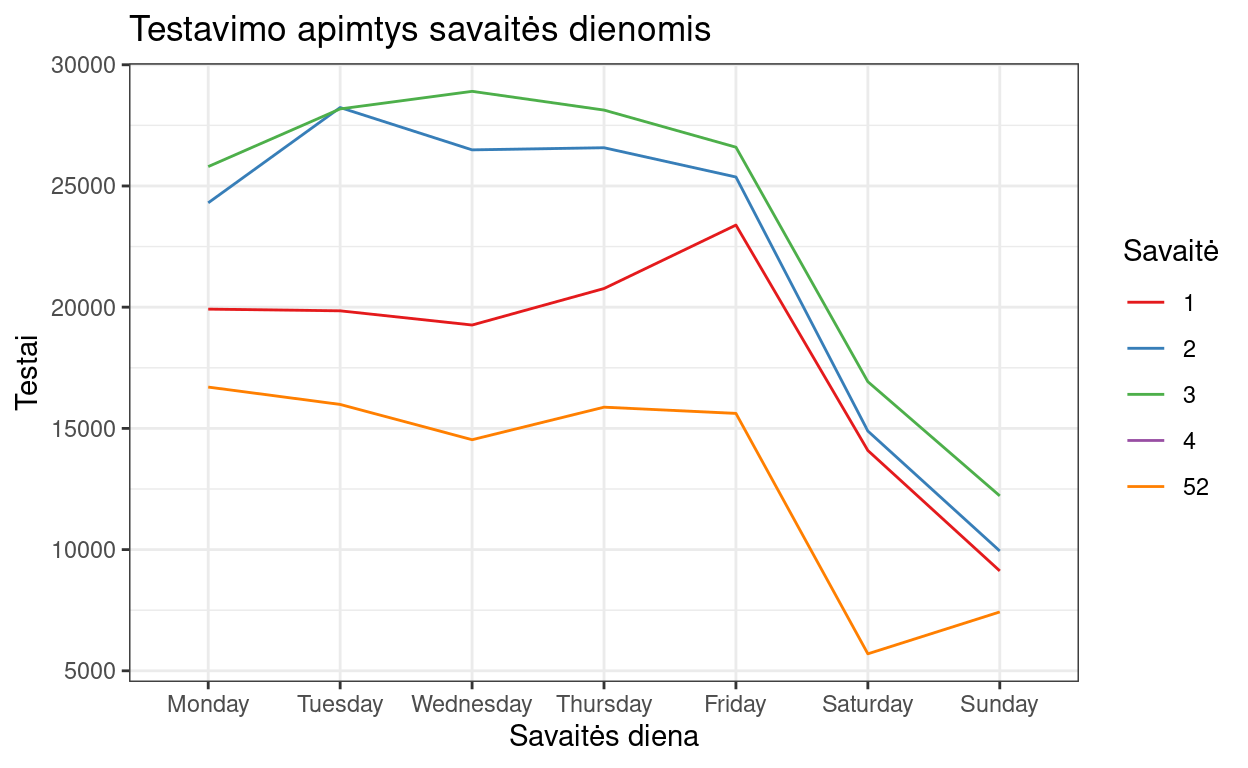 Testavimo apimtys savaitės dienomis
30000
25000
20000
15000
10000
5000
Testai
Monday Tuesday Wednesday Thursday Friday Saturday Sunday
Savaitės diena
Savaitė
1
2
3
4
52